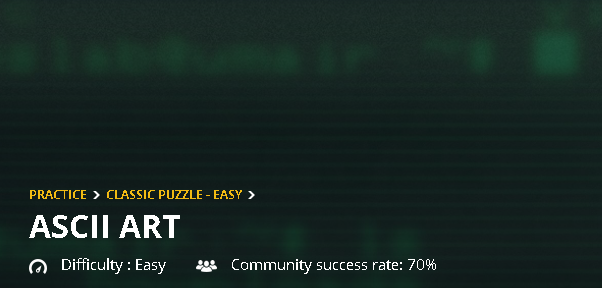 PRACTICE > CLASSIC PUZZLE - EASY >
ASCII ART
Difficulty : Easy Community success rate: 70%